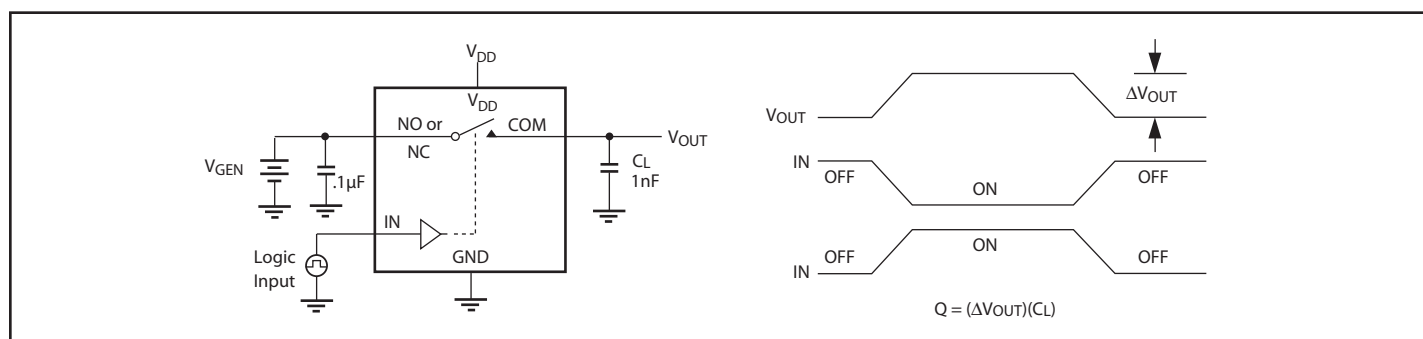 VDD
VDD
NO or
NC
COM
VOUT
VGEN
.1µF
CL
1nF
IN
Logic
Input
GND
VOUT
ΔVOUT
IN
OFF
ON
OFF
IN
OFF
ON
OFF
Q = (ΔVOUT)(CL)